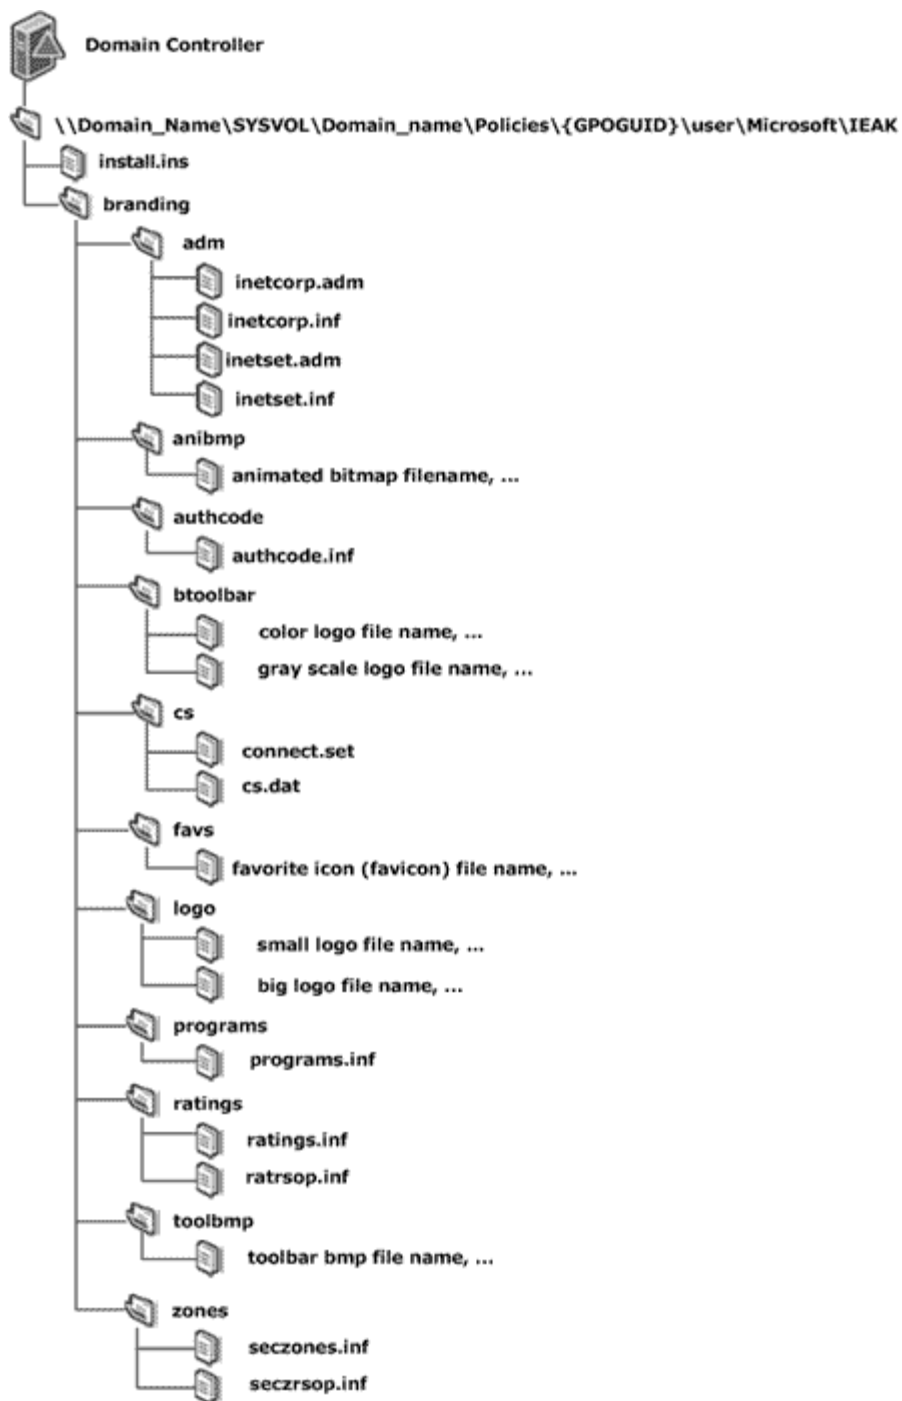 Domain Controller
\\Domain_Name\SYSVOL\Domain_name\Policies\{GPOGUID}\user\Microsoft\IEAK
install.ins
branding
adm
inetcorp.adm
inetcorp.inf
inetset.adm
inetset.inf
anibmp
animated bitmap filename, ...
authcode
authcode.inf
btoolbar
color logo file name, ...
gray scale logo file name, ...
cs
connect.set
cs.dat
favs
favorite icon (favicon) file name, ...
logo
small logo file name, ...
big logo file name, ...
programs
programs.inf
ratings
ratings.inf
ratrsop.inf
toolbmp
toolbar bmp file name, ...
zones
seczones.inf
seczrsop.inf